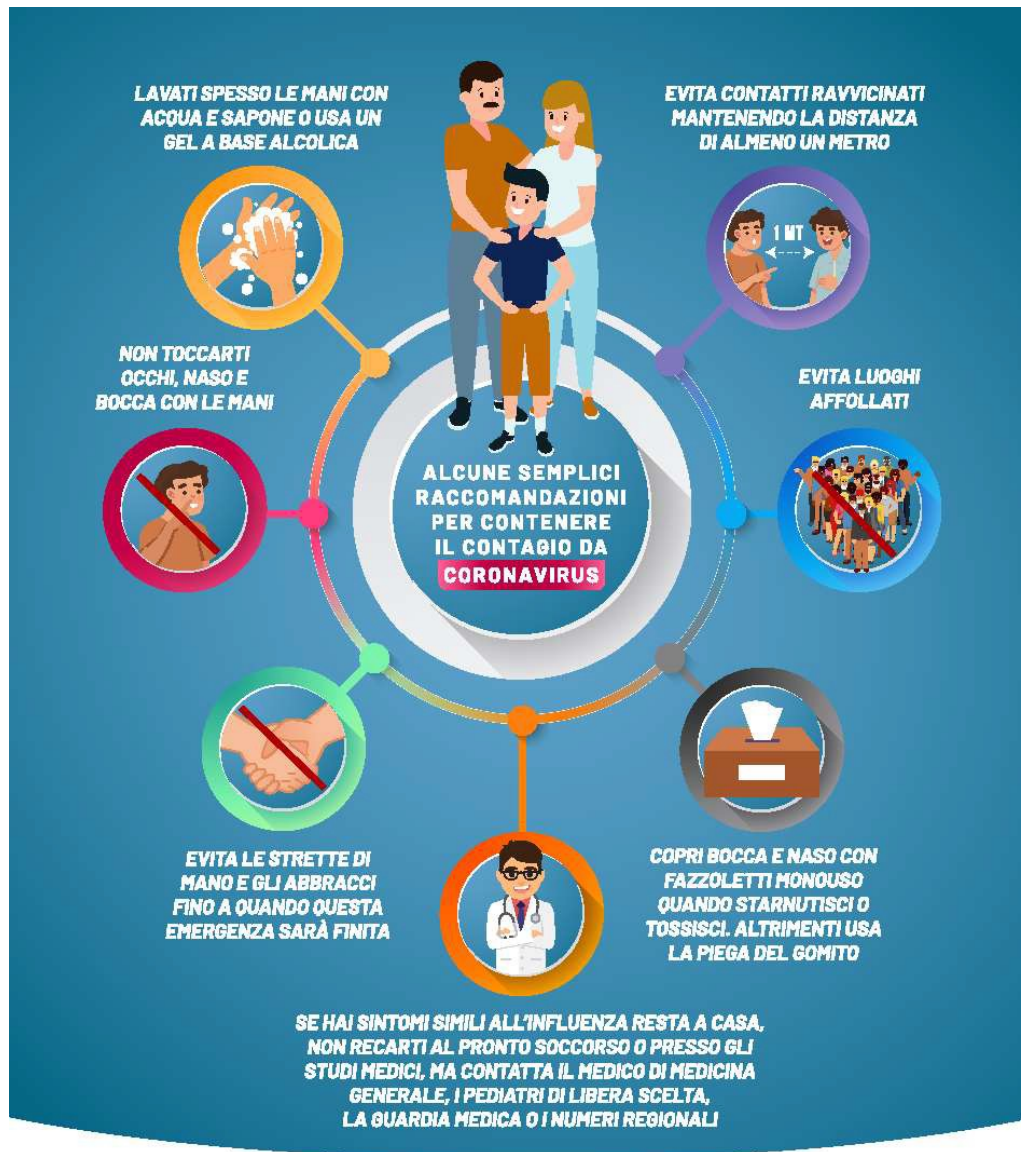 LAVATI SPESSO LE MANI CON
ACQUA E SAPONE O USA UN
GEL A BASE ALCOLICA
EVITA CONTATTI RAVVICINATI
MANTENENDO LA DISTANZA
DI ALMENO UN METRO
1 MT
NON TOCCARTI
OCCHI, NASO E
BOCCA CON LE MANI
EVITA LUOGHI
AFFOLLATI
ALCUNE SEMPLICI
RACCOMANDAZIONI
PER CONTENERE
IL CONTAGIO DA
CORONAVIRUS
EVITA LE STRETTE DI
MANO E GLI ABBRACCI
FINO A QUANDO QUESTA
EMERGENZA SARÀ FINITA
COPRI BOCCA E NASO CON
FAZZOLETTI MONOUSO
QUANDO STARNUTISCI O
TOSSISCI. ALTRIMENTI USA
LA PIEGA DEL GOMITO
SE HAI SINTOMI SIMILI ALL'INFLUENZA RESTA A CASA,
NON RECARTI AL PRONTO SOCCORSO O PRESSO GLI
STUDI MEDICI, MA CONTATTA IL MEDICO DI MEDICINA
GENERALE, I PEDIATRI DI LIBERA SCELTA,
LA GUARDIA MEDICA O I NUMERI REGIONALI